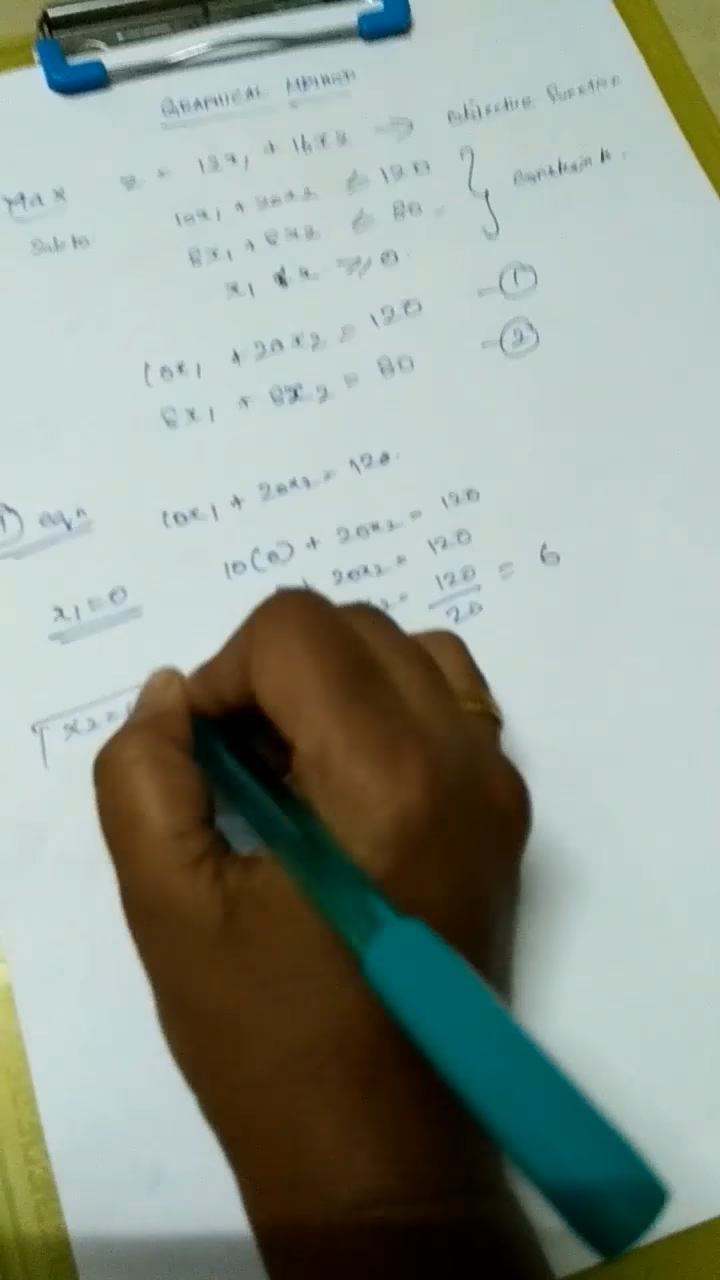 GRAPHICAL METHOD
Max Z = 12x₁ + 16x₂ → Objective Function
Sub to 10x₁ + 20x₂ ≤ 120
8x₁ + 8x₂ ≤ 80
x₁ & x₂ ≥ 0
10x₁ + 20x₂ = 120 — ①
8x₁ + 8x₂ = 80 — ②
1) eqn 10x₁ + 20x₂ = 120
x₁ = 0 10(0) + 20x₂ = 120
20x₂ = 120
x₂ = 120/20 = 6
x₂ =